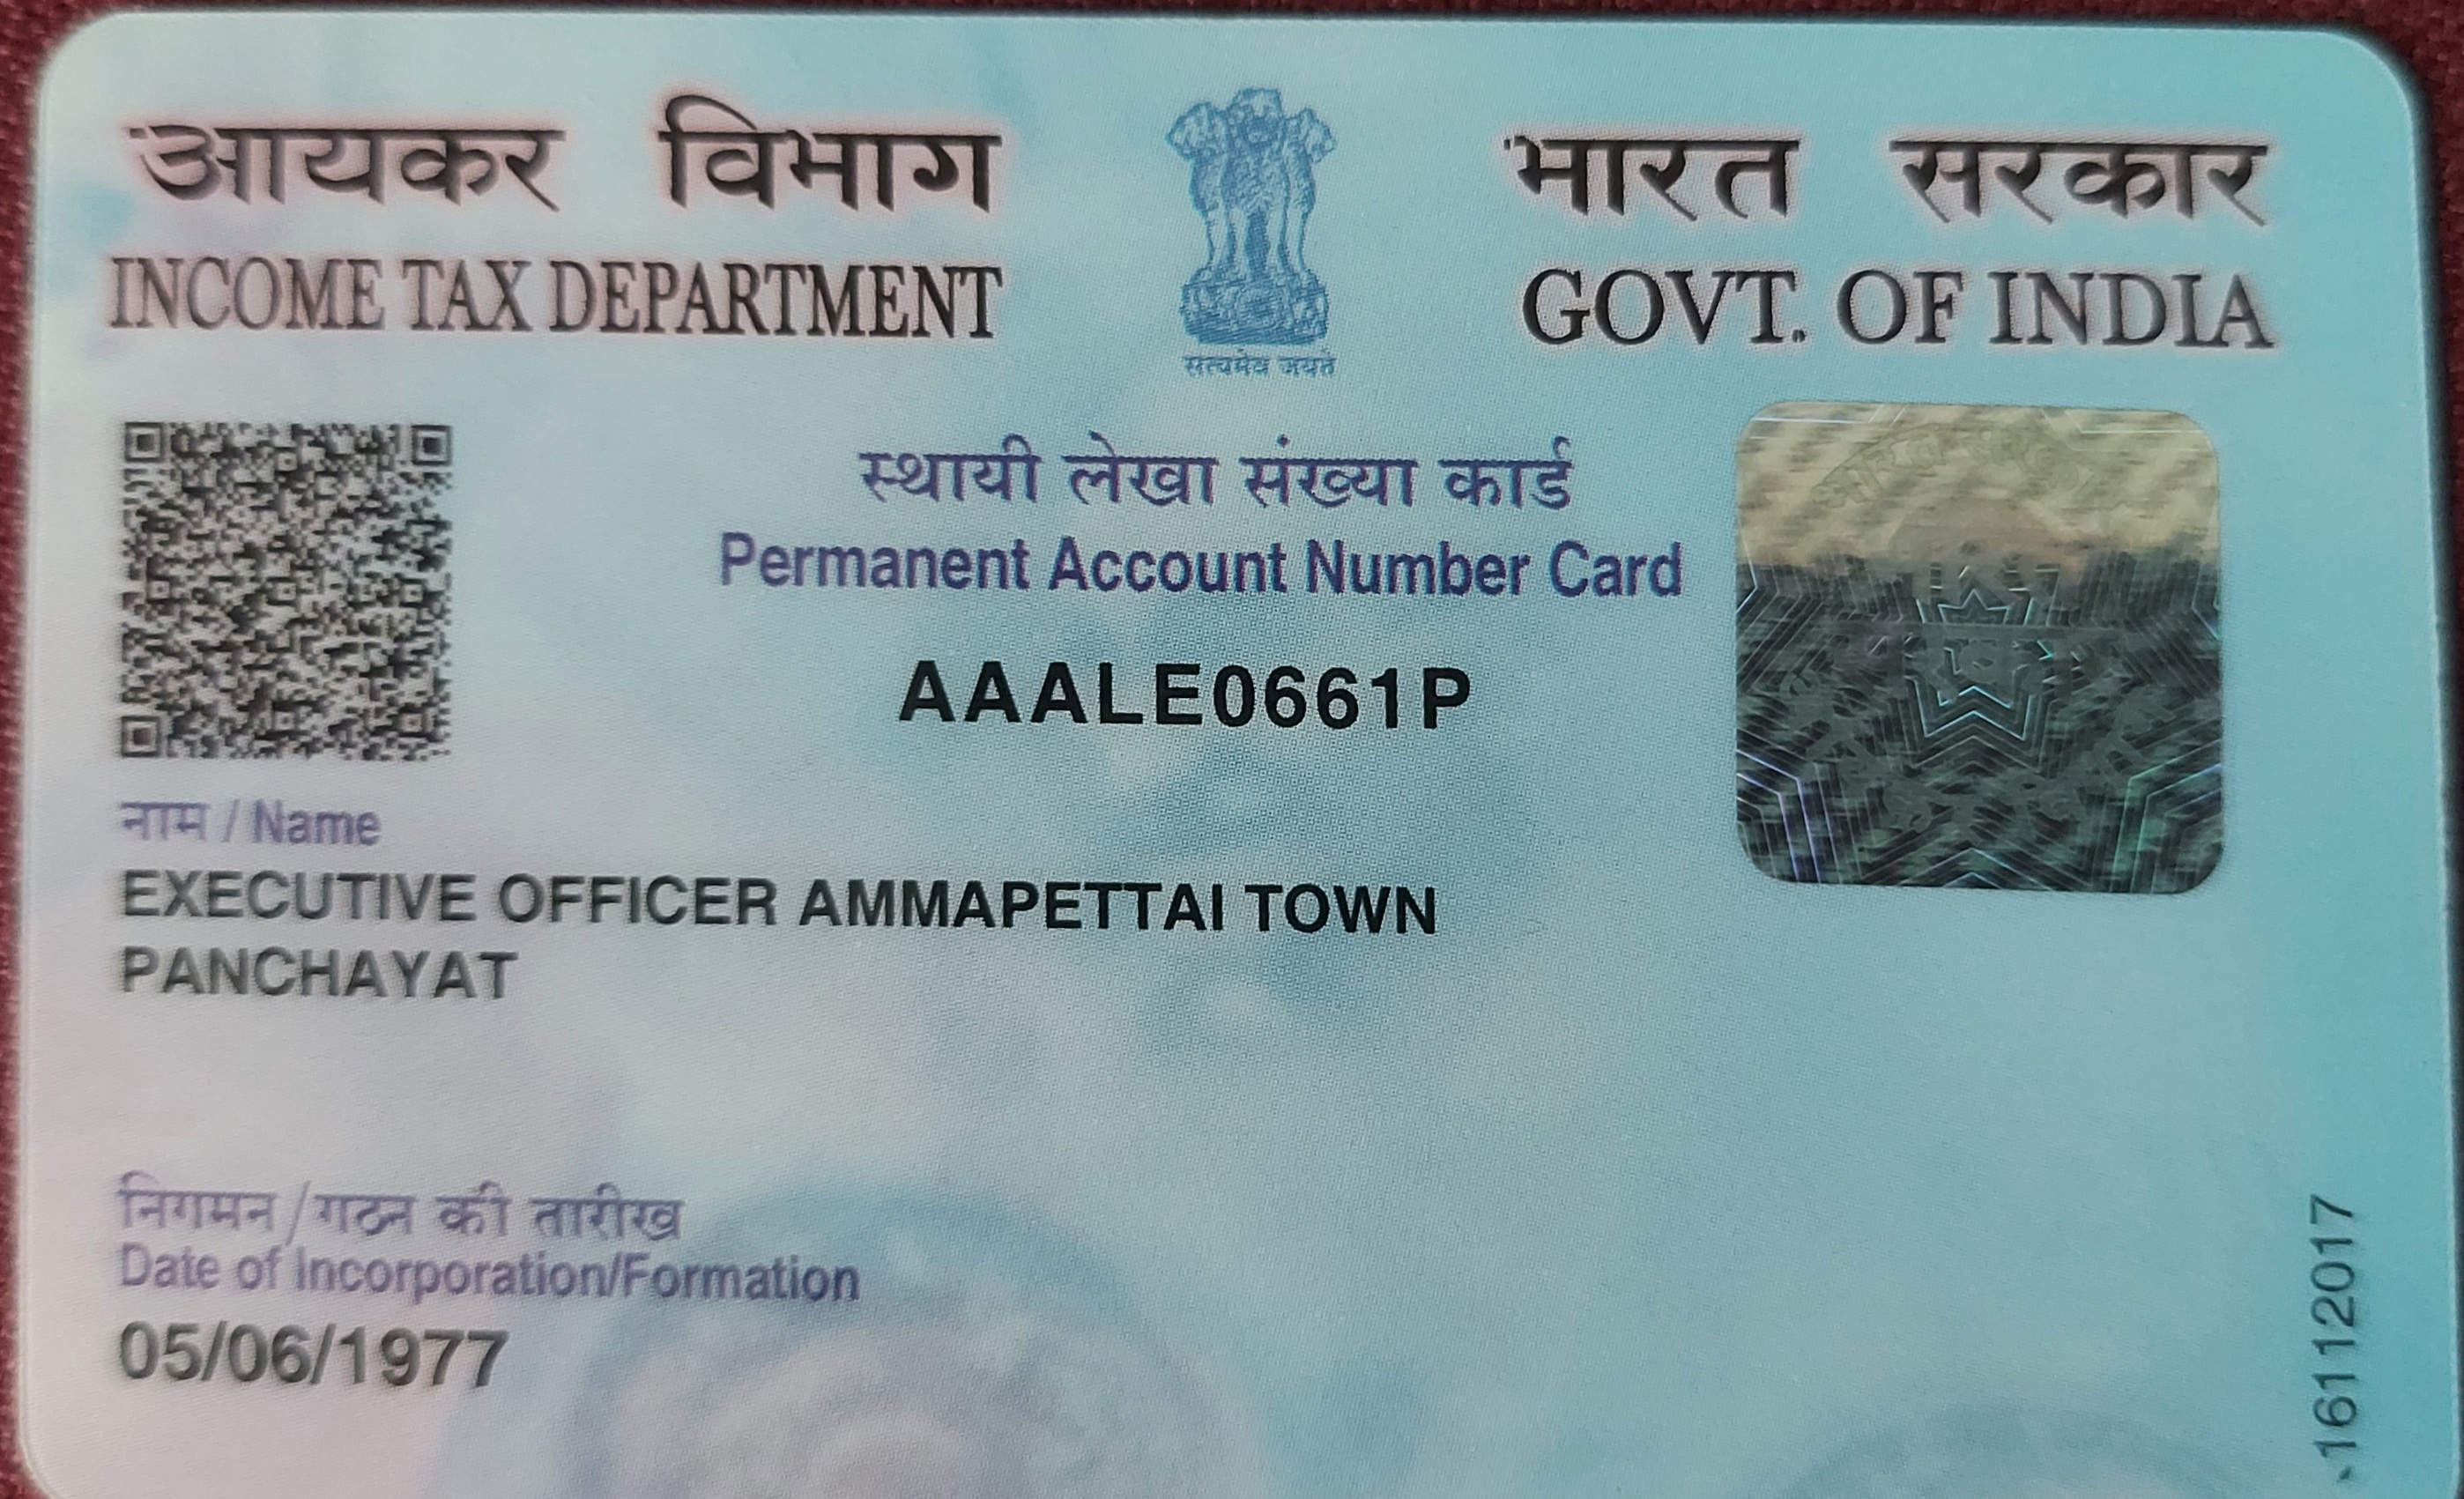 आयकर विभाग
INCOME TAX DEPARTMENT
सत्यमेव जयते
भारत सरकार
GOVT. OF INDIA
स्थायी लेखा संख्या कार्ड
Permanent Account Number Card
AAALE0661P
नाम / Name
EXECUTIVE OFFICER AMMAPETTAI TOWN
PANCHAYAT
निगमन/गठन की तारीख
Date of Incorporation/Formation
05/06/1977
16112017